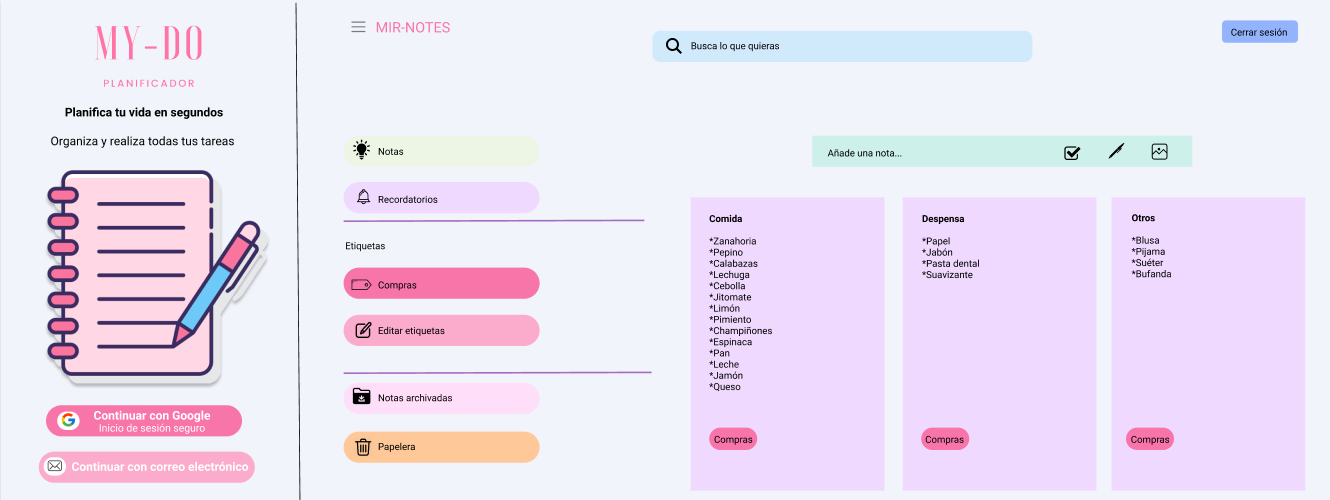 MY-DO
PLANIFICADOR
Planifica tu vida en segundos
Organiza y realiza todas tus tareas
Continuar con Google
Inicio de sesión seguro
Continuar con correo electrónico
MIR-NOTES
Busca lo que quieras
Cerrar sesión
Notas
Recordatorios
Etiquetas
Compras
Editar etiquetas
Notas archivadas
Papelera
Añade una nota...
Comida
*Zanahoria
*Pepino
*Calabazas
*Lechuga
*Cebolla
*Jitomate
*Limón
*Pimiento
*Champiñones
*Espinaca
*Pan
*Leche
*Jamón
*Queso
Compras
Despensa
*Papel
*Jabón
*Pasta dental
*Suavizante
Compras
Otros
*Blusa
*Pijama
*Suéter
*Bufanda
Compras